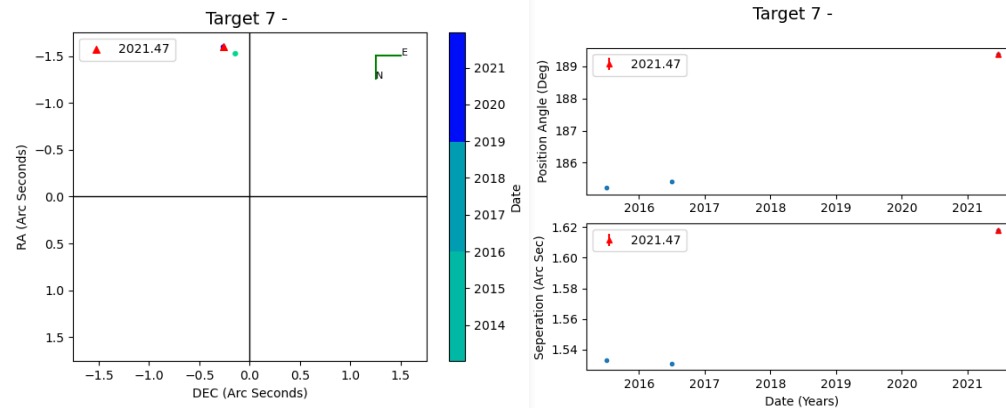 Target 7 -
2021.47
E
N
−1.5
−1.0
−0.5
0.0
0.5
1.0
1.5
RA (Arc Seconds)
−1.5 −1.0 −0.5 0.0 0.5 1.0 1.5
DEC (Arc Seconds)
2021
2020
2019
2018
2017
2016
2015
2014
Date
Target 7 -
2021.47
189
188
187
186
Position Angle (Deg)
2016 2017 2018 2019 2020 2021
2021.47
1.62
1.60
1.58
1.56
1.54
Seperation (Arc Sec)
2016 2017 2018 2019 2020 2021
Date (Years)